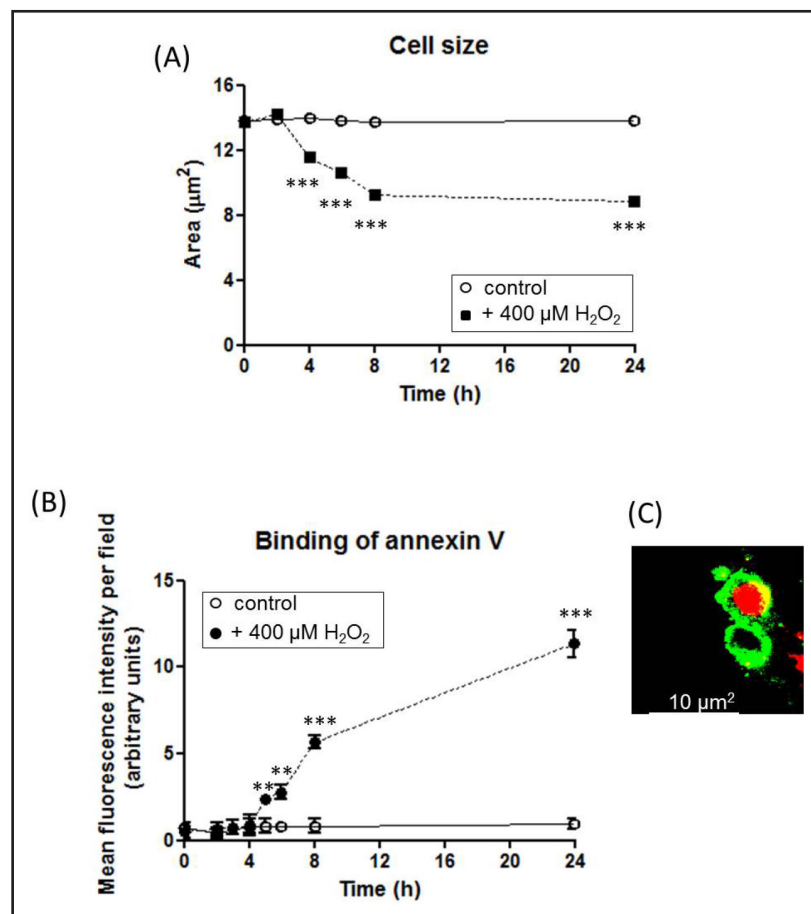 (A)
Cell size
16
12
8
4
0
Area (µm²)
***
***
***
***
control
+ 400 µM H₂O₂
0 4 8 12 16 20 24
Time (h)
(B)
Binding of annexin V
Mean fluorescence intensity per field
(arbitrary units)
15
10
5
0
control
+ 400 µM H₂O₂
**
**
***
***
0 4 8 12 16 20 24
Time (h)
(C)
10 µm²